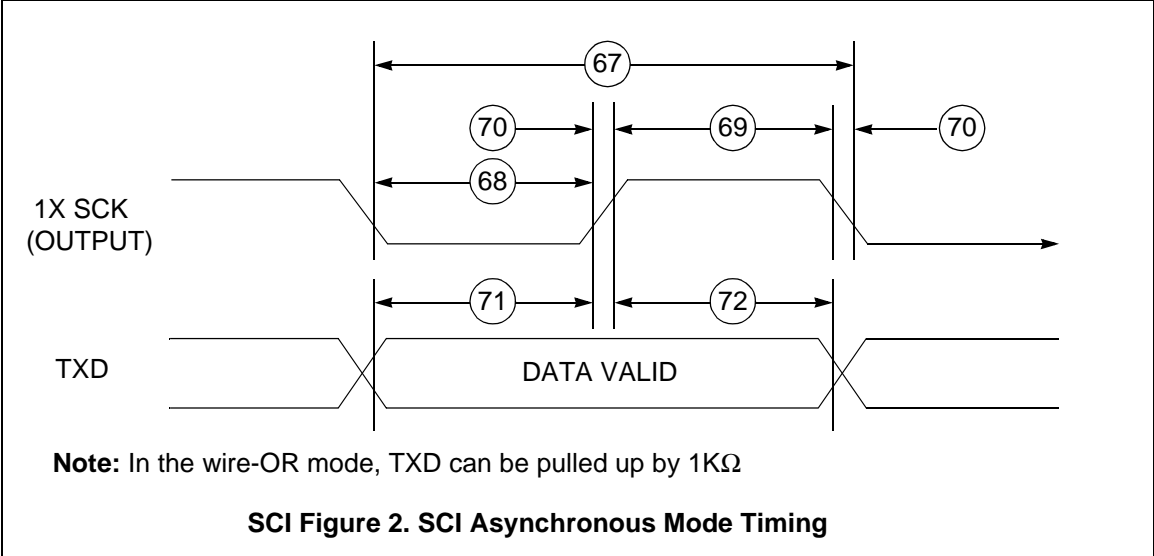 67
70
69
70
68
1X SCK
(OUTPUT)
71
72
TXD
DATA VALID
Note: In the wire-OR mode, TXD can be pulled up by 1KΩ
SCI Figure 2. SCI Asynchronous Mode Timing